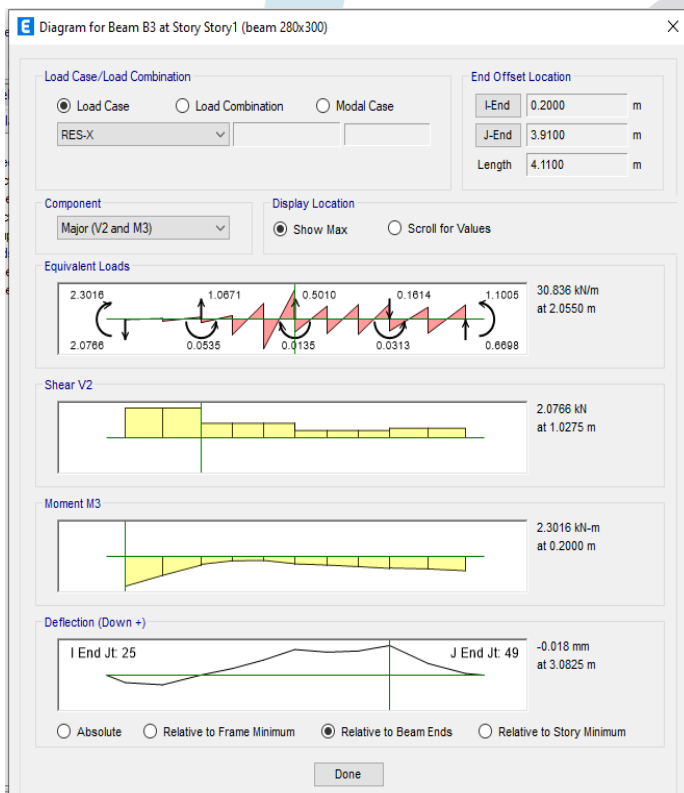 E Diagram for Beam B3 at Story Story1 (beam 280x300)
Load Case/Load Combination
Load Case Load Combination Modal Case
RES-X
End Offset Location
I-End 0.2000 m
J-End 3.9100 m
Length 4.1100 m
Component
Major (V2 and M3)
Display Location
Show Max Scroll for Values
Equivalent Loads
2.3016 1.0671 0.5010 0.1614 1.1005
2.0766 0.0535 0.0135 0.0313 0.6698
30.836 kN/m
at 2.0550 m
Shear V2
2.0766 kN
at 1.0275 m
Moment M3
2.3016 kN-m
at 0.2000 m
Deflection (Down +)
I End Jt: 25 J End Jt: 49
-0.018 mm
at 3.0825 m
Absolute Relative to Frame Minimum Relative to Beam Ends Relative to Story Minimum
Done